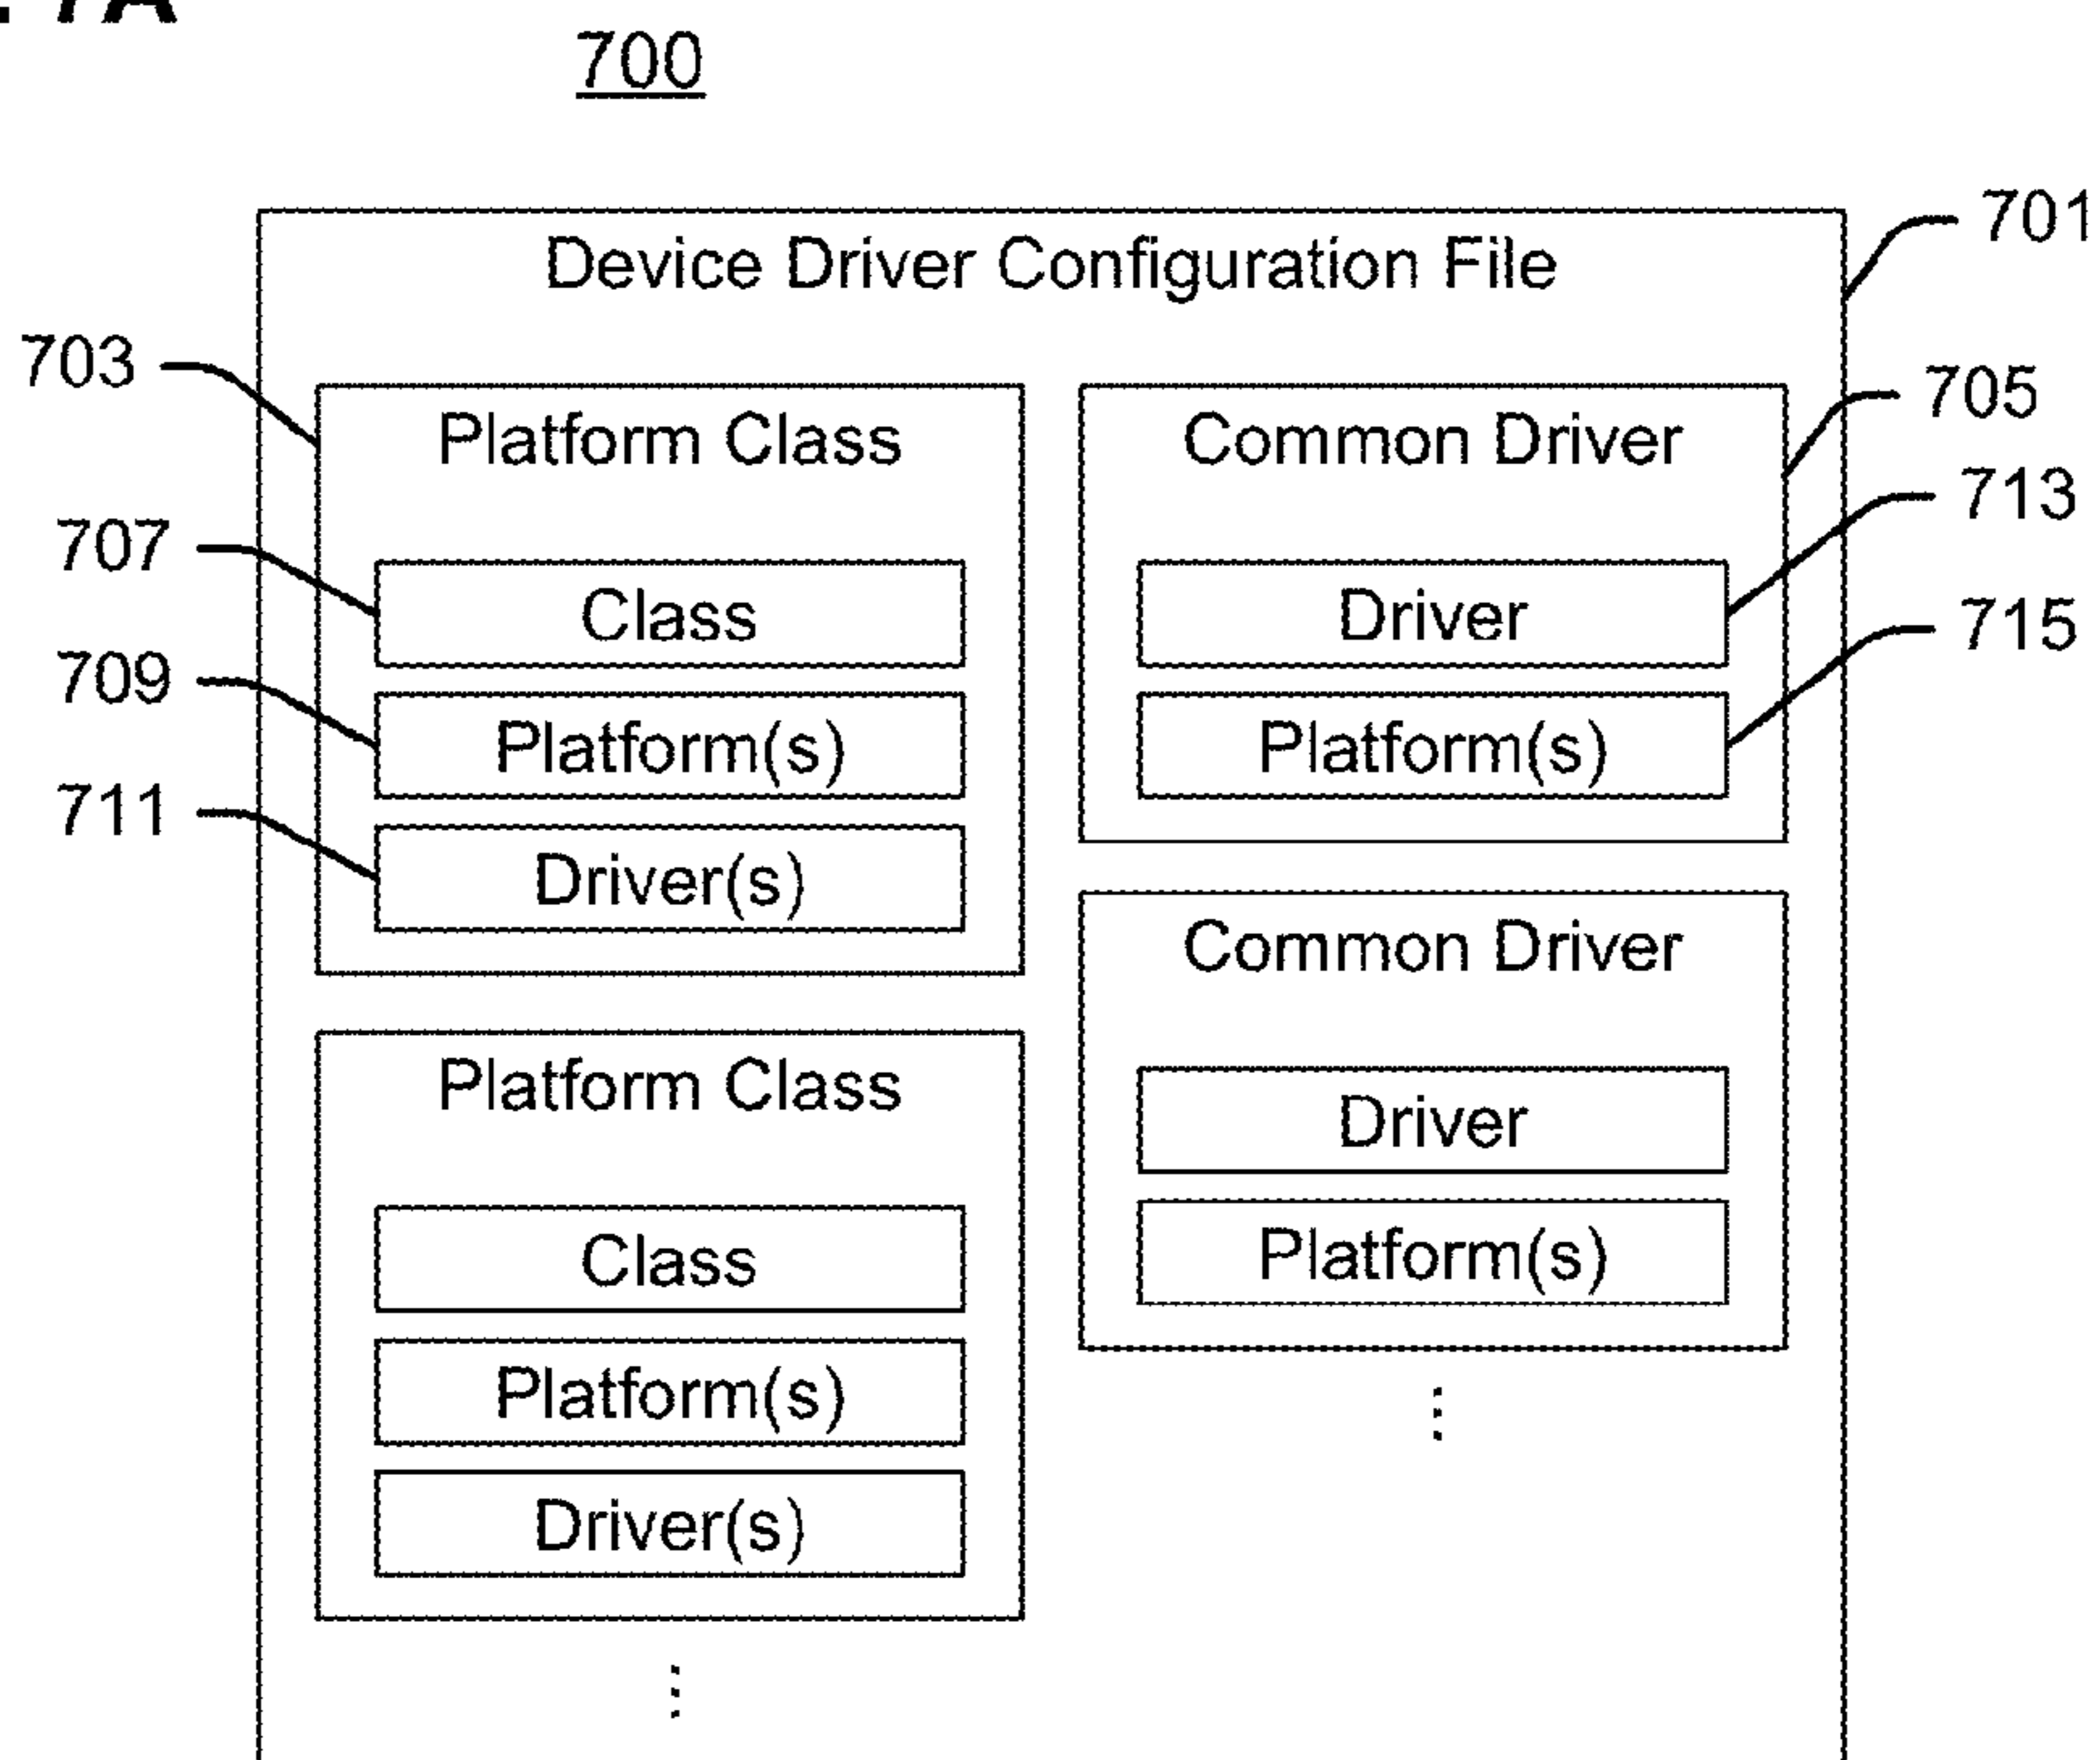 7A
700
701
Device Driver Configuration File
703
705
Platform Class
Common Driver
713
707
Class
Driver
715
709
Platform(s)
Platform(s)
711
Driver(s)
Common Driver
Platform Class
Driver
Class
Platform(s)
Platform(s)
Driver(s)